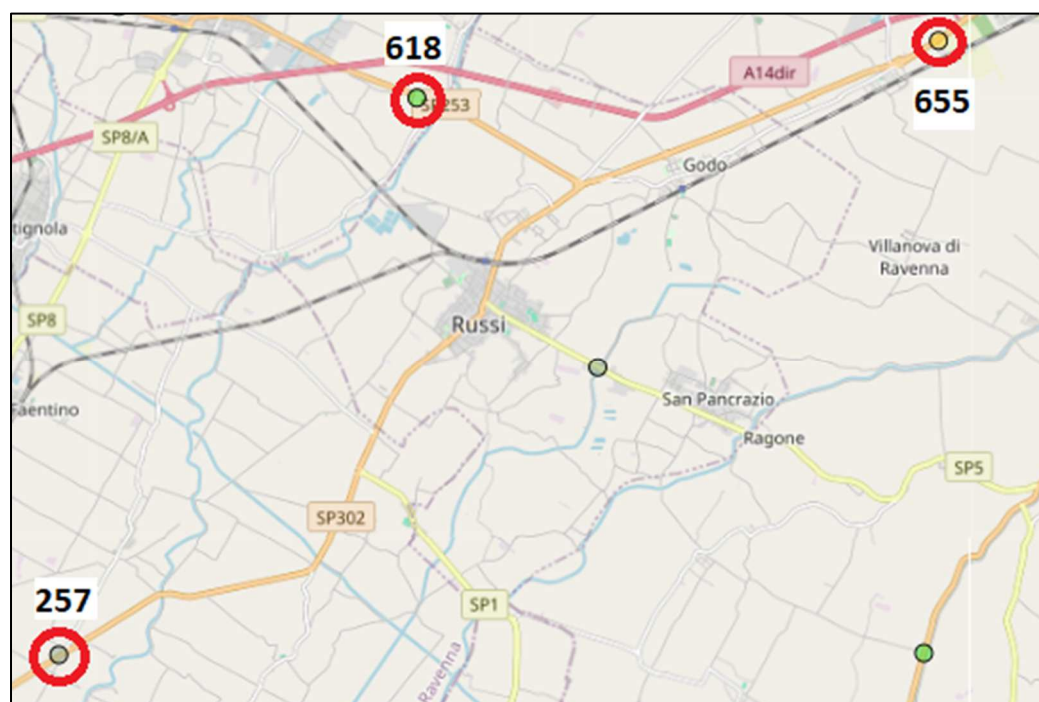 618
655
A14dir
SP253
SP8/A
Godo
tignola
Villanova di
Ravenna
SP8
Russi
San Pancrazio
Faentino
Ragone
SP5
SP302
257
SP1
Ravenna